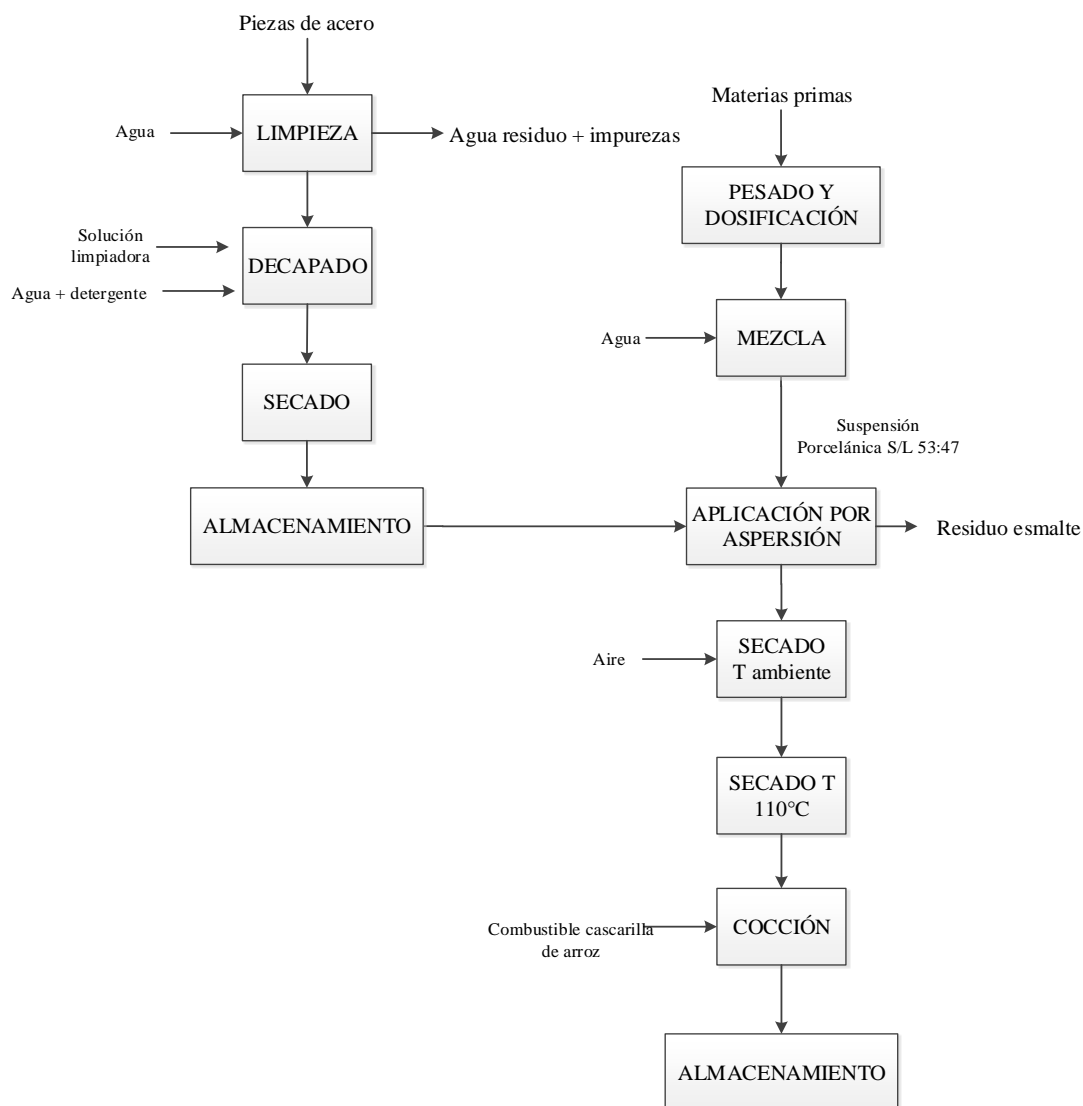 Piezas de acero
Agua
LIMPIEZA
Agua residuo + impurezas
Solución
limpiadora
DECAPADO
Agua + detergente
SECADO
ALMACENAMIENTO
Materias primas
PESADO Y
DOSIFICACIÓN
Agua
MEZCLA
Suspensión
Porcelánica S/L 53:47
APLICACIÓN POR
ASPERSIÓN
Residuo esmalte
Aire
SECADO
T ambiente
SECADO T
110°C
Combustible cascarilla
de arroz
COCCIÓN
ALMACENAMIENTO